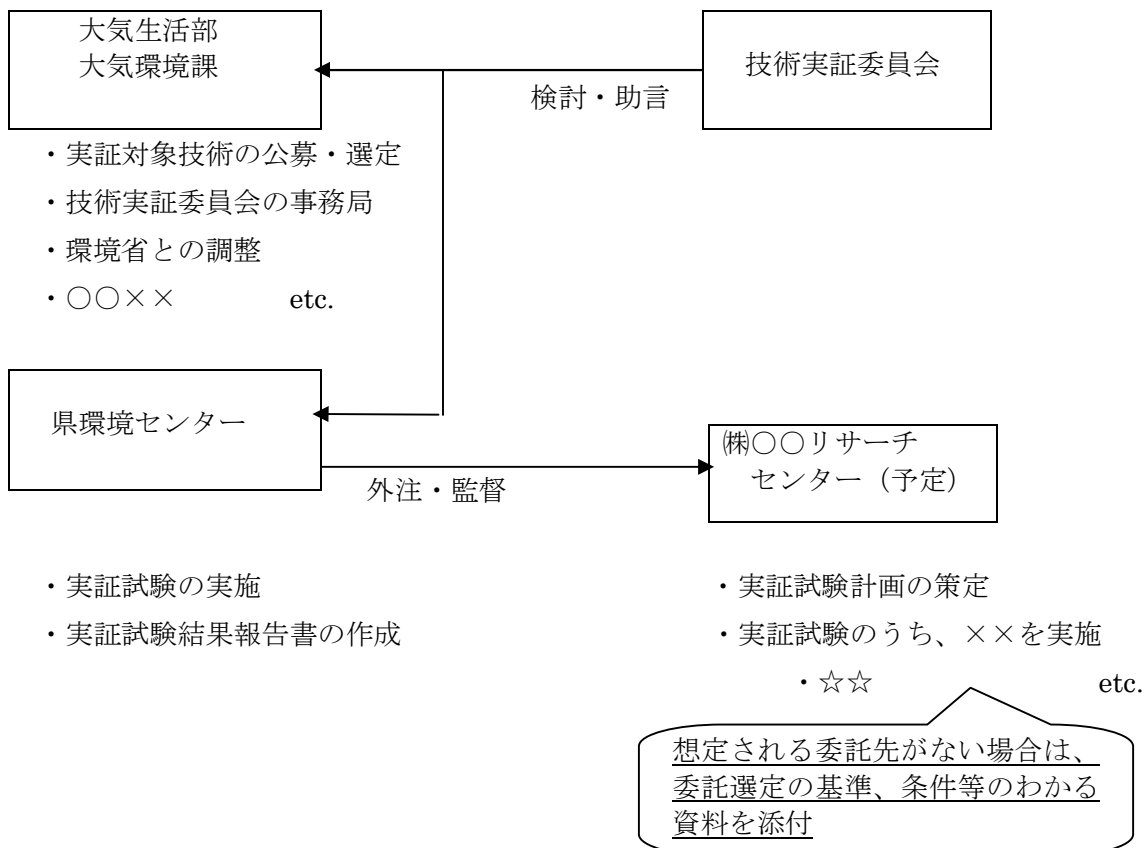 大気生活部
大気環境課
技術実証委員会
検討・助言
・実証対象技術の公募・選定
・技術実証委員会の事務局
・環境省との調整
・○○×× etc.
県環境センター
㈱○○リサーチ
センター（予定）
外注・監督
・実証試験の実施
・実証試験結果報告書の作成
・実証試験計画の策定
・実証試験のうち、××を実施
・☆☆ etc.
想定される委託先がない場合は、
委託選定の基準、条件等のわかる
資料を添付